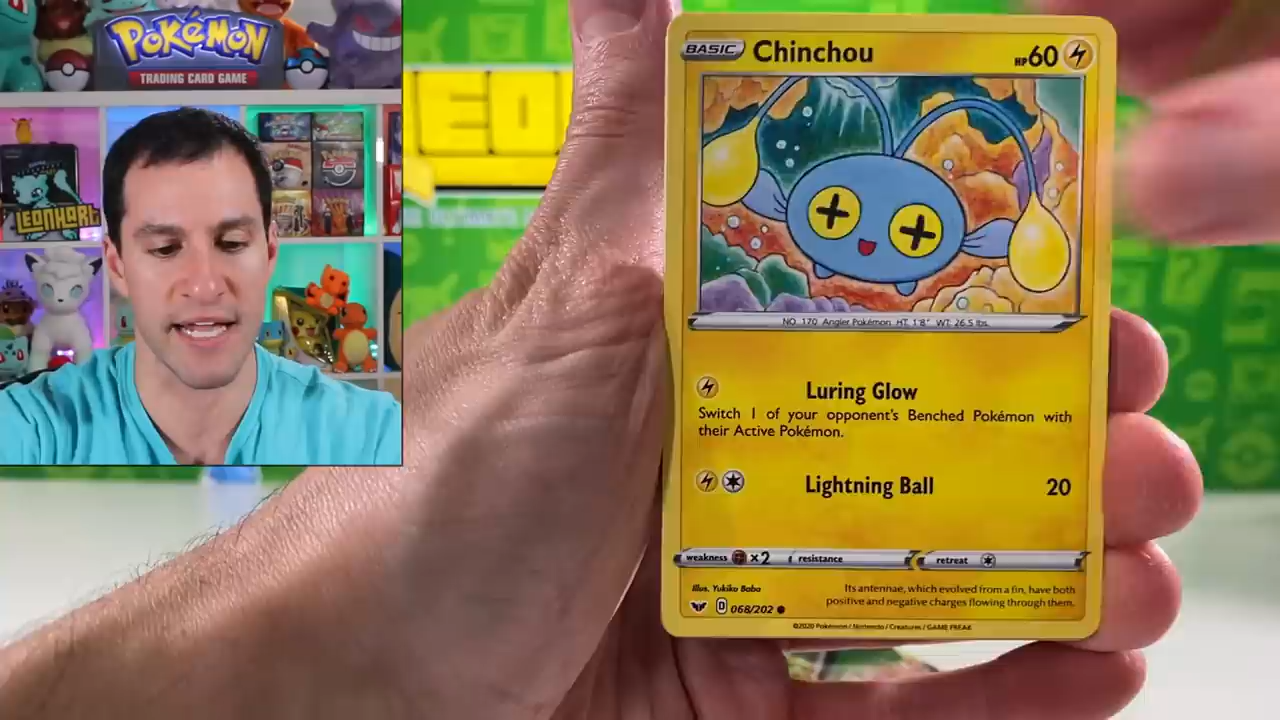 Pokémon
TRADING CARD GAME
LEONHART
EO
BASIC Chinchou HP60
NO. 170 Angler Pokémon HT: 1'8" WT: 26.5 lbs.
Luring Glow
Switch 1 of your opponent's Benched Pokémon with
their Active Pokémon.
Lightning Ball 20
weakness ×2 resistance retreat
Illus. Yukiko Baba
Its antennae, which evolved from a fin, have both
positive and negative charges flowing through them.
D 068/202
©2020 Pokémon / Nintendo / Creatures / GAME FREAK